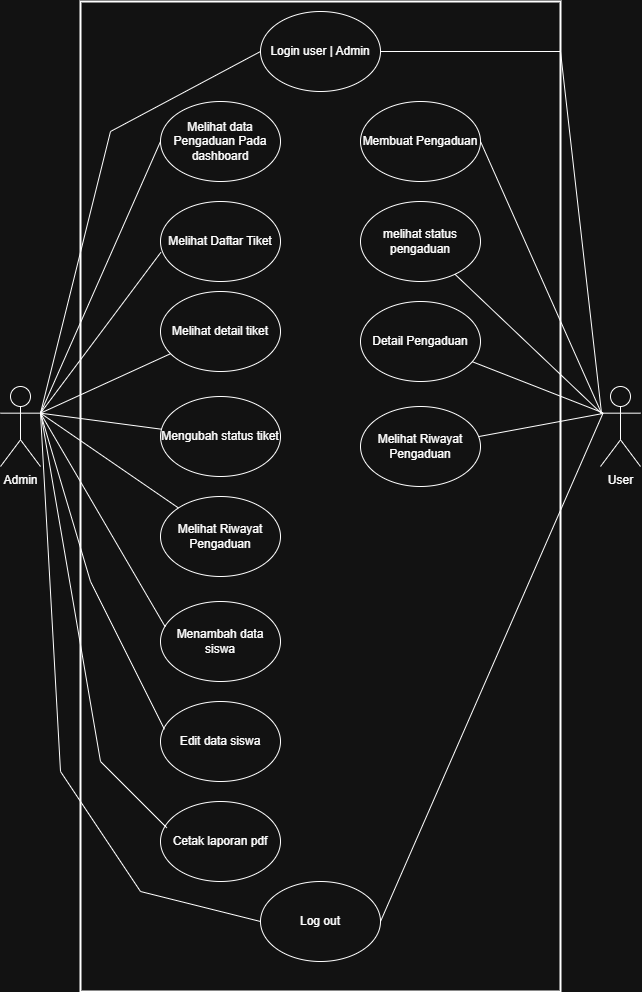 Login user | Admin
Melihat data
Pengaduan Pada
dashboard
Membuat Pengaduan
Melihat Daftar Tiket
melihat status
pengaduan
Melihat detail tiket
Detail Pengaduan
Mengubah status tiket
Melihat Riwayat
Pengaduan
Admin
User
Melihat Riwayat
Pengaduan
Menambah data
siswa
Edit data siswa
Cetak laporan pdf
Log out